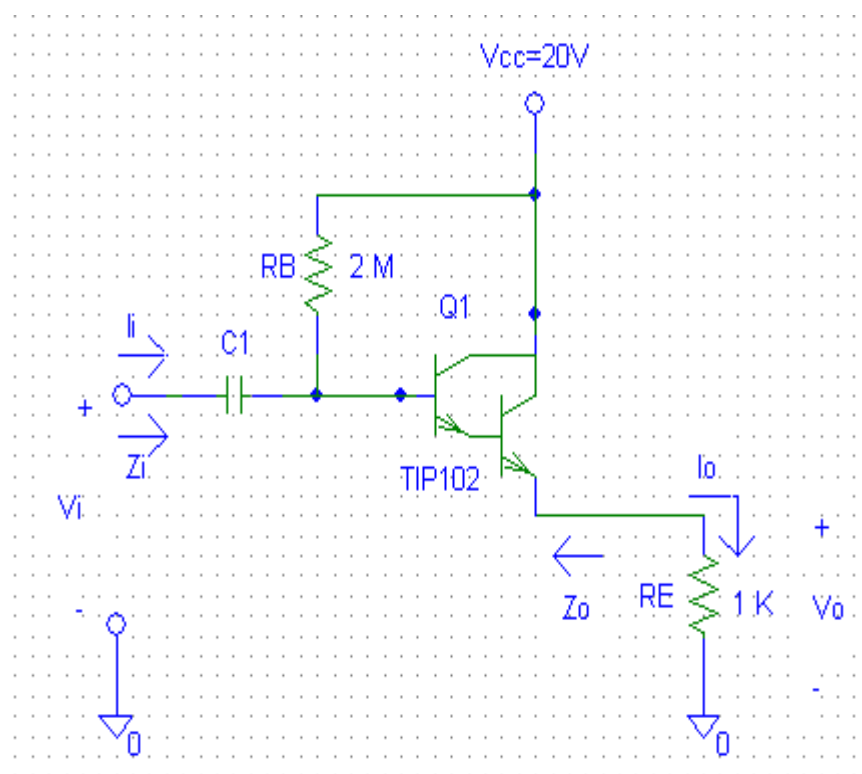 Vcc=20V
RB 2 M
Q1
Ii
C1
+
Zi
TIP102
Io
Vi
+
Zo
RE 1 K
Vo
-
-
0
0